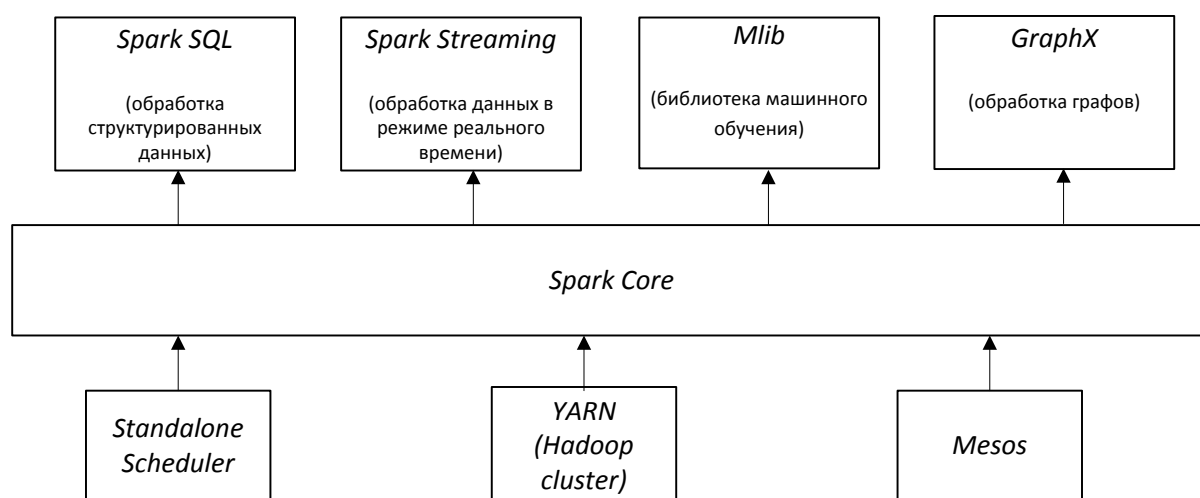 Spark SQL
(обработка
структурированных
данных)
Spark Streaming
(обработка данных в
режиме реального
времени)
Mlib
(библиотека машинного
обучения)
GraphX
(обработка графов)
Spark Core
Standalone
Scheduler
YARN
(Hadoop
cluster)
Mesos